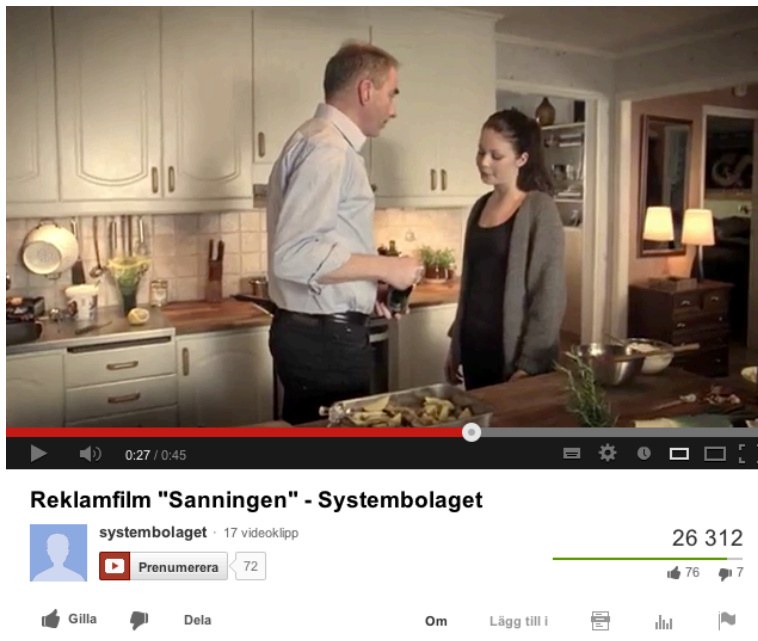 0:27 / 0:45
Reklamfilm "Sanningen" - Systembolaget
systembolaget · 17 videoklipp
Prenumerera 72
26 312
76 7
Gilla Dela Om Lägg till i